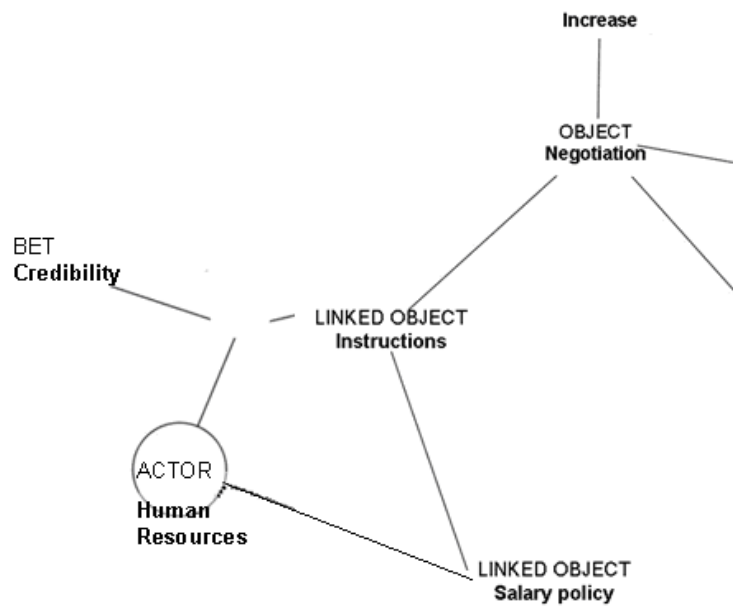 Increase
OBJECT
Negotiation
BET
Credibility
LINKED OBJECT
Instructions
ACTOR
Human
Resources
LINKED OBJECT
Salary policy